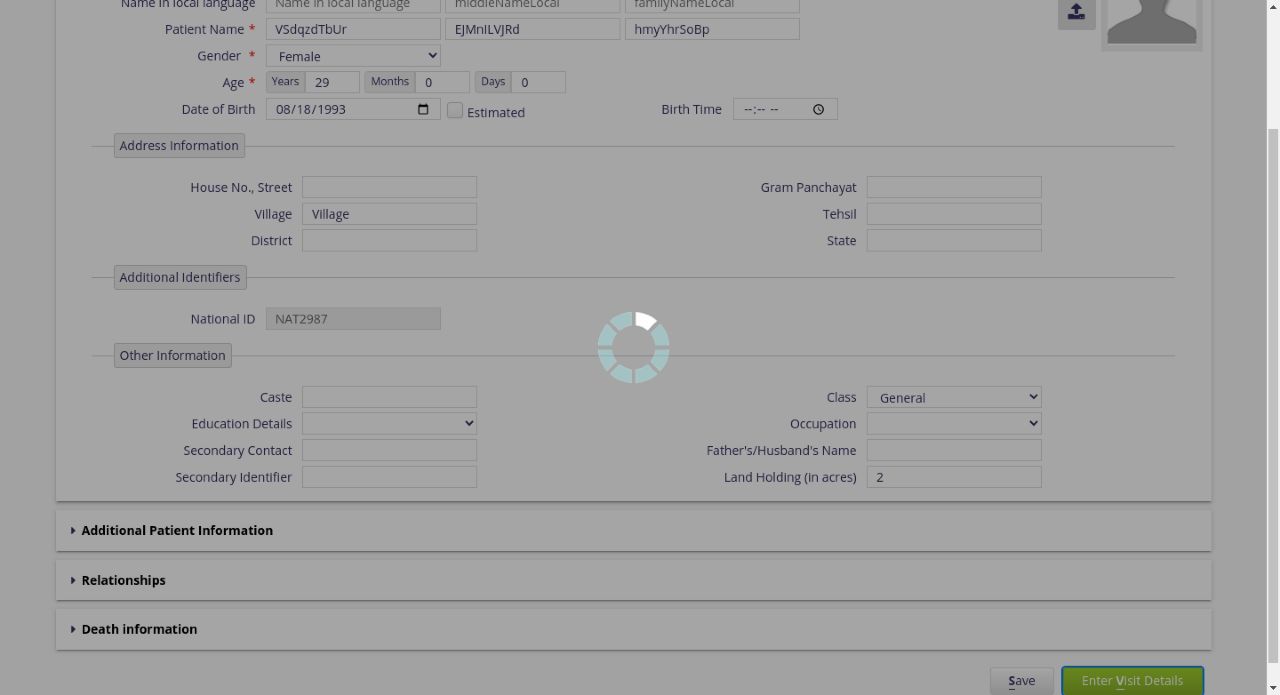 Name in local language Name in local language middleNameLocal familyNameLocal
Patient Name * VSdqzdTbUr EJMnILVJRd hmyYhrSoBp
Gender * Female
Age * Years 29 Months 0 Days 0
Date of Birth 08/18/1993 Estimated Birth Time --:-- --
Address Information
House No., Street Gram Panchayat
Village Village Tehsil
District State
Additional Identifiers
National ID NAT2987
Other Information
Caste Class General
Education Details Occupation
Secondary Contact Father's/Husband's Name
Secondary Identifier Land Holding (in acres) 2
Additional Patient Information
Relationships
Death information
Save Enter Visit Details